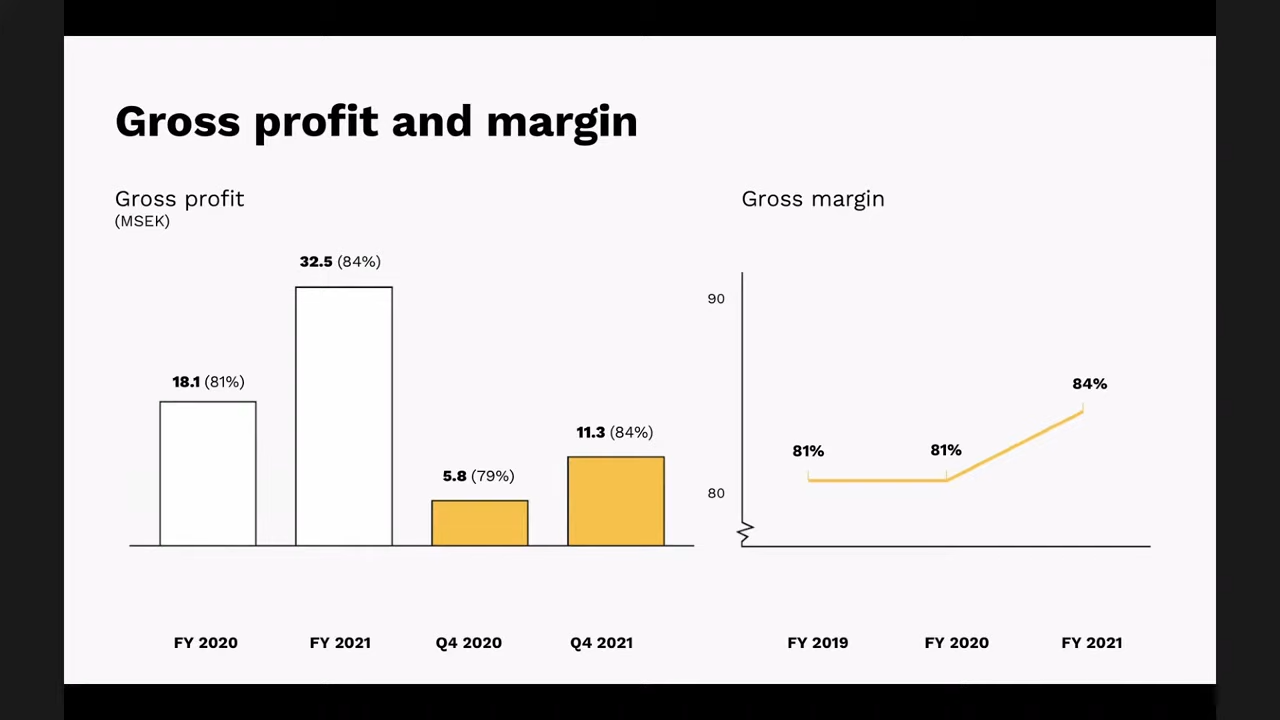 Gross profit and margin
Gross profit
(MSEK)
32.5 (84%)
18.1 (81%)
11.3 (84%)
5.8 (79%)
FY 2020 FY 2021 Q4 2020 Q4 2021
Gross margin
90
84%
81% 81%
80
FY 2019 FY 2020 FY 2021